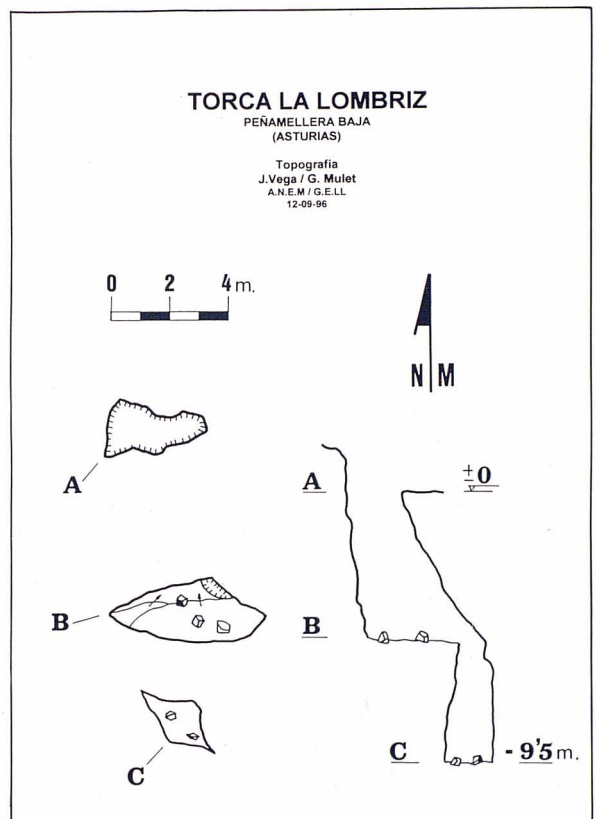 TORCA LA LOMBRIZ
PEÑAMELLERA BAJA
(ASTURIAS)
Topografia
J.Vega / G. Mulet
A.N.E.M / G.E.LL
12-09-96
0 2 4 m.
N M
A
A
±0
B
B
C
C
- 9'5 m.